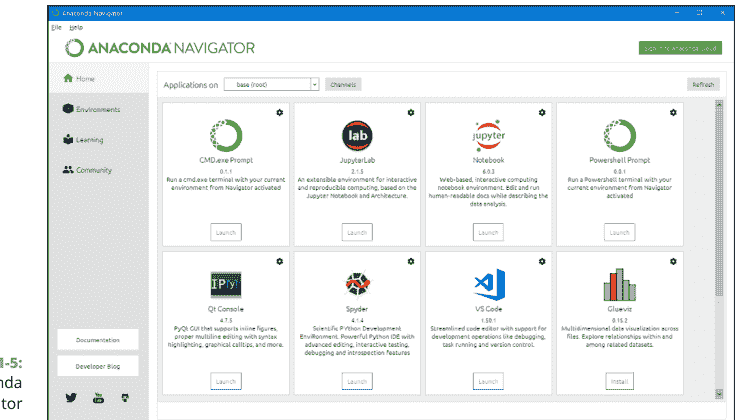 Anaconda Navigator
File Help
ANACONDA NAVIGATOR
Sign in to Anaconda Cloud
Home
Environments
Learning
Community
Documentation
Developer Blog
Applications on base (root) Channels Refresh
CMD.exe Prompt
0.1.1
Run a cmd.exe terminal with your current
environment from Navigator activated
Launch
JupyterLab
2.1.5
An extensible environment for interactive
and reproducible computing, based on the
Jupyter Notebook and Architecture.
Launch
Notebook
6.0.3
Web-based, interactive computing
notebook environment. Edit and run
human-readable docs while describing the
data analysis.
Launch
Powershell Prompt
0.0.1
Run a Powershell terminal with your
current environment from Navigator
activated
Launch
Qt Console
4.7.5
PyQt GUI that supports inline figures,
proper multiline editing with syntax
highlighting, graphical calltips, and more.
Launch
Spyder
4.1.4
Scientific PYthon Development
EnviRonment. Powerful Python IDE with
advanced editing, interactive testing,
debugging and introspection features
Launch
VS Code
1.50.1
Streamlined code editor with support for
development operations like debugging,
task running and version control.
Launch
Glueviz
0.15.2
Multidimensional data visualization across
files. Explore relationships within and
among related datasets.
Install
lab
jupyter
IP[y]:
1-5:
nda
tor